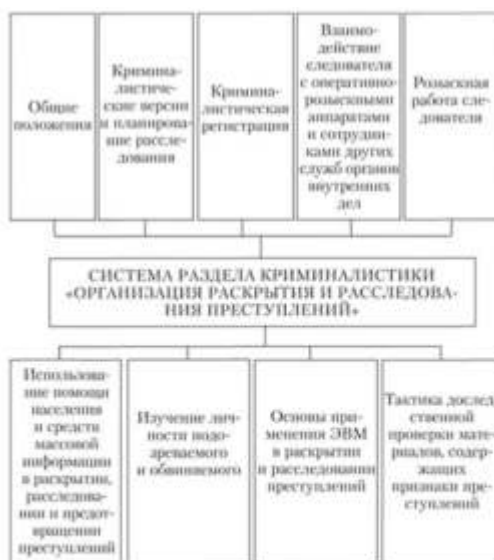 Общие
положения
Кримина-
листиче-
ские версии
и планирова-
ние рассле-
дования
Кримина-
листическая
регистрация
Взаимо-
действие
следователя
с оперативно-
розыскными
аппаратами
и сотрудни-
ками других
служб органов
внутренних
дел
Розыскная
работа сле-
дователя
СИСТЕМА РАЗДЕЛА КРИМИНАЛИСТИКИ
«ОРГАНИЗАЦИЯ РАСКРЫТИЯ И РАССЛЕДОВА-
НИЯ ПРЕСТУПЛЕНИЙ»
Использова-
ние помощи
населения
и средств
массовой
информации
в раскрытии,
расследова-
нии и предот-
вращении
преступлений
Изучение лич-
ности подо-
зреваемого
и обвиняемого
Основы при-
менения ЭВМ
в раскрытии
и расследовании
преступлений
Тактика дослед-
ственной
проверки мате-
риалов, содер-
жащих
признаки пре-
ступлений